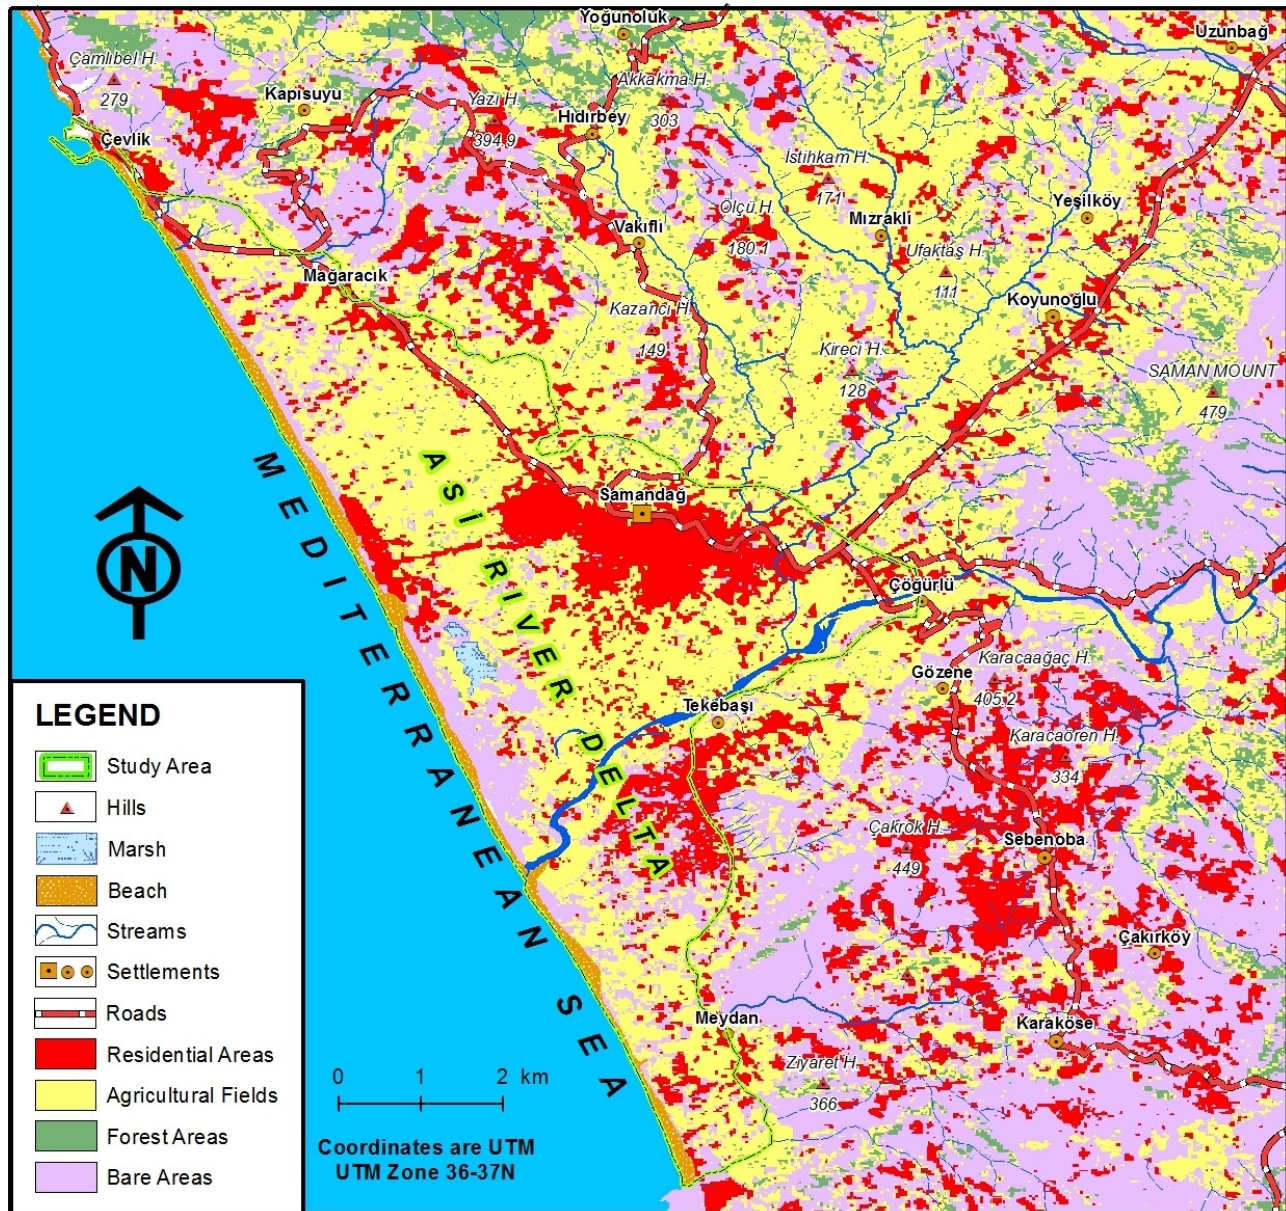 Yoğunoluk
Uzunbağ
Çamlıbel H.
279
Kapısuyu
Yazı H.
394.9
Akkakma H.
303
Hıdırbey
Çevlik
İstihkam H.
171
Ölçü H.
180.1
Mızraklı
Yeşilköy
Vakıflı
Ufaktaş H.
111
Mağaracık
Koyunoğlu
Kazancı H.
149
Kireci H.
128
SAMAN MOUNT
479
Samandağ
ASİ RIVER DELTA
MEDITERRANEAN SEA
N
Çöğürlü
Gözene
Karacaağaç H.
405.2
Tekebaşı
Karacaören H.
334
Çakrok H.
449
Sebenoba
Çakırköy
Meydan
Karaköse
Ziyaret H.
366
LEGEND
Study Area
Hills
Marsh
Beach
Streams
Settlements
Roads
Residential Areas
Agricultural Fields
Forest Areas
Bare Areas
0 1 2 km
Coordinates are UTM
UTM Zone 36-37N